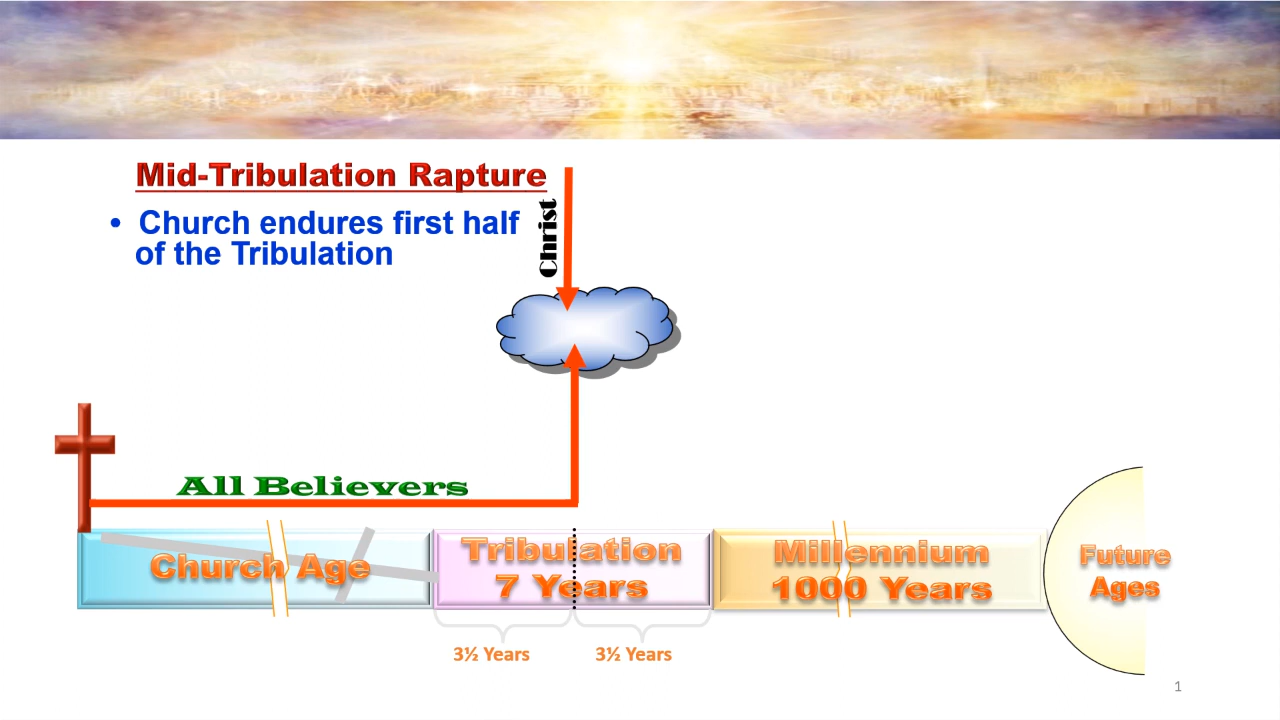 Mid-Tribulation Rapture
• Church endures first half
of the Tribulation
Christ
All Believers
Church Age
Tribulation
7 Years
Millennium
1000 Years
Future
Ages
3½ Years
3½ Years
1